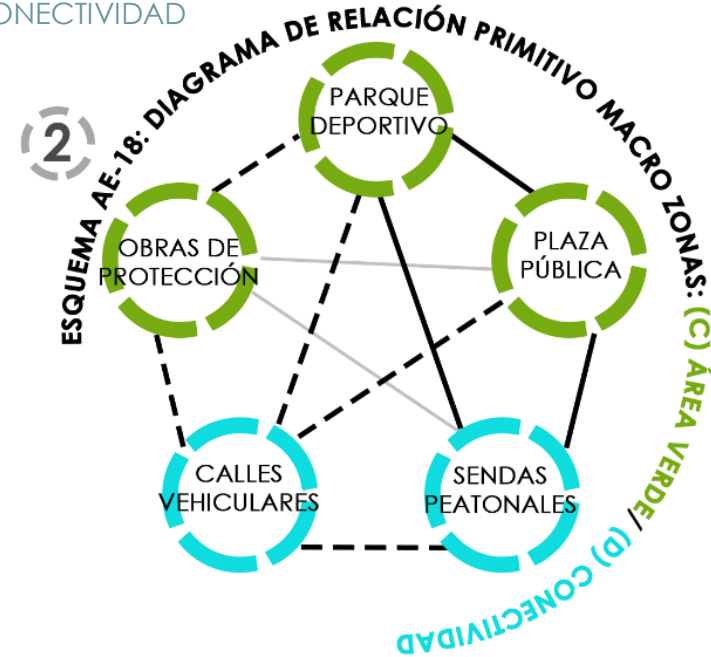 ONECTIVIDAD
ESQUEMA AE-18: DIAGRAMA DE RELACIÓN PRIMITIVO MACRO ZONAS: (C) ÁREA VERDE/ (D) CONECTIVIDAD
2
PARQUE
DEPORTIVO
OBRAS DE
PROTECCIÓN
PLAZA
PÚBLICA
CALLES
VEHICULARES
SENDAS
PEATONALES